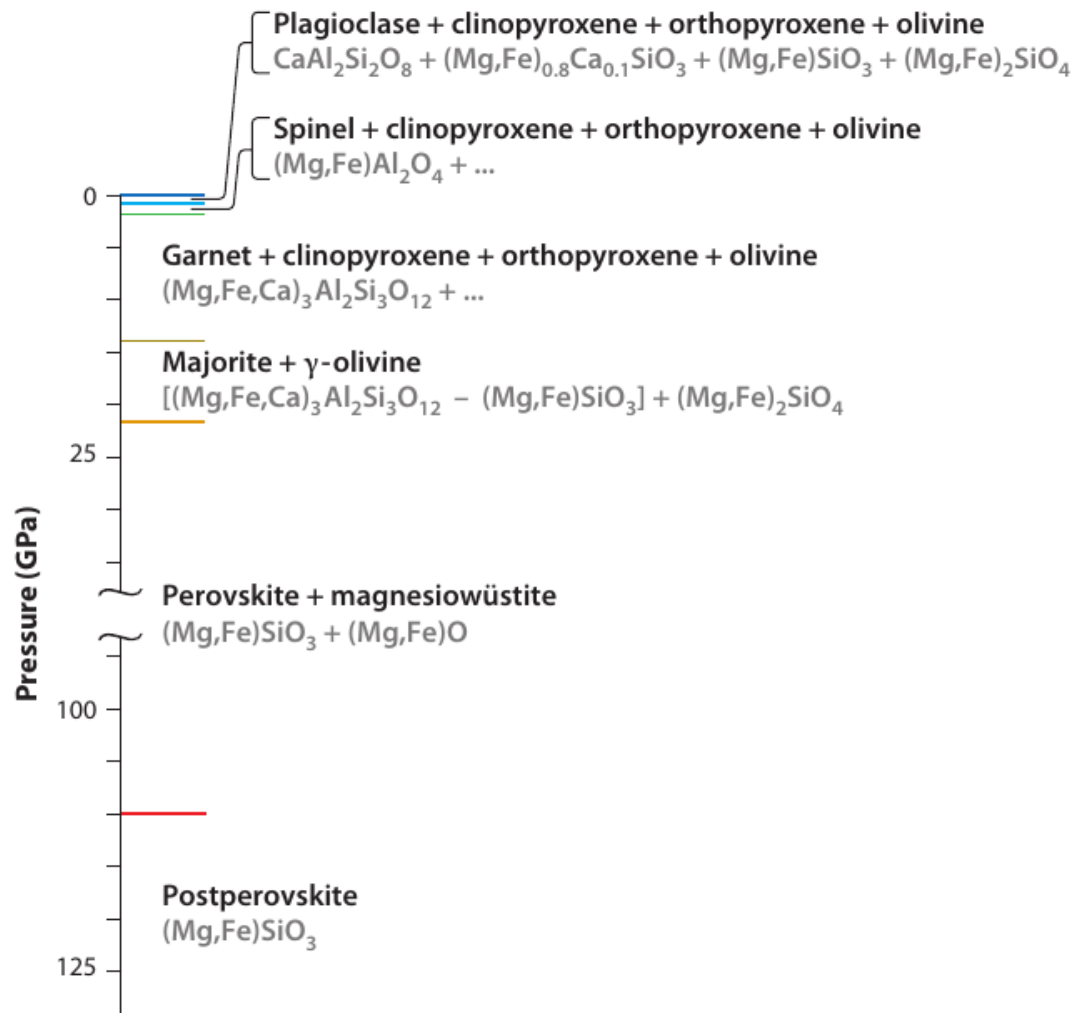 Plagioclase + clinopyroxene + orthopyroxene + olivine
CaAl₂Si₂O₈ + (Mg,Fe)₀.₈Ca₀.₁SiO₃ + (Mg,Fe)SiO₃ + (Mg,Fe)₂SiO₄
Spinel + clinopyroxene + orthopyroxene + olivine
(Mg,Fe)Al₂O₄ + ...
0
Garnet + clinopyroxene + orthopyroxene + olivine
(Mg,Fe,Ca)₃Al₂Si₃O₁₂ + ...
Majorite + γ-olivine
[(Mg,Fe,Ca)₃Al₂Si₃O₁₂ – (Mg,Fe)SiO₃] + (Mg,Fe)₂SiO₄
25
Pressure (GPa)
Perovskite + magnesiowüstite
(Mg,Fe)SiO₃ + (Mg,Fe)O
100
Postperovskite
(Mg,Fe)SiO₃
125